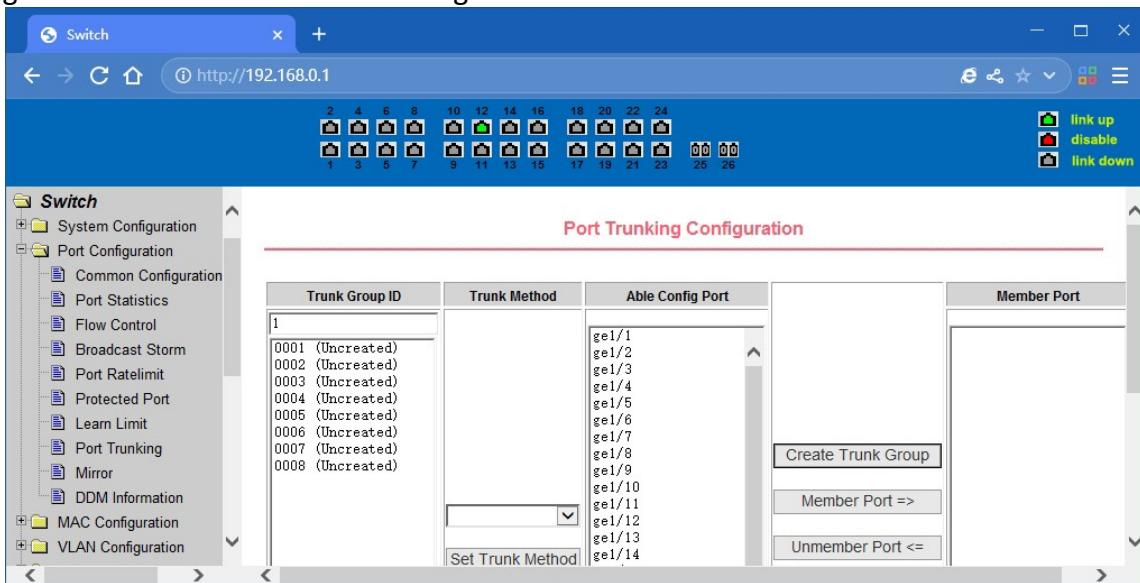 Switch
http://192.168.0.1
2 4 6 8 10 12 14 16 18 20 22 24
1 3 5 7 9 11 13 15 17 19 21 23 25 26
link up
disable
link down
Switch
System Configuration
Port Configuration
Common Configuration
Port Statistics
Flow Control
Broadcast Storm
Port Ratelimit
Protected Port
Learn Limit
Port Trunking
Mirror
DDM Information
MAC Configuration
VLAN Configuration
Port Trunking Configuration
Trunk Group ID
1
0001 (Uncreated)
0002 (Uncreated)
0003 (Uncreated)
0004 (Uncreated)
0005 (Uncreated)
0006 (Uncreated)
0007 (Uncreated)
0008 (Uncreated)
Trunk Method
Set Trunk Method
Able Config Port
ge1/1
ge1/2
ge1/3
ge1/4
ge1/5
ge1/6
ge1/7
ge1/8
ge1/9
ge1/10
ge1/11
ge1/12
ge1/13
ge1/14
Create Trunk Group
Member Port =>
Unmember Port <=
Member Port